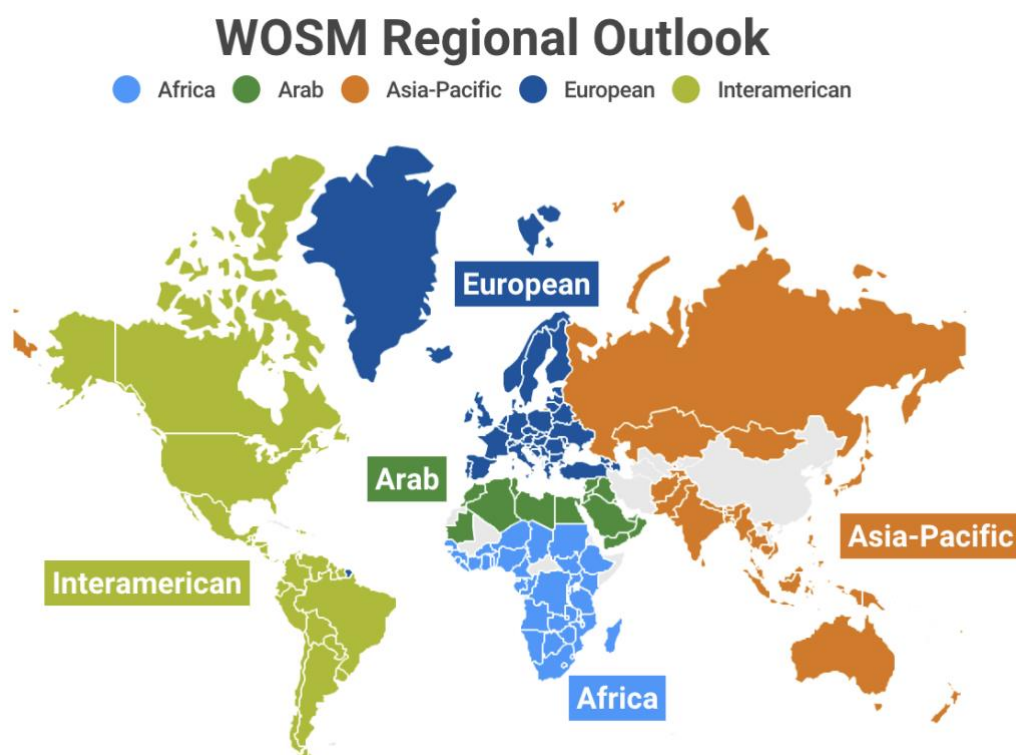 WOSM Regional Outlook
Africa Arab Asia-Pacific European Interamerican
European
Arab
Asia-Pacific
Interamerican
Africa